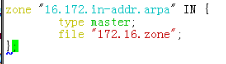 zone "16.172.in-addr.arpa" IN {
type master;
file "172.16.zone";
};